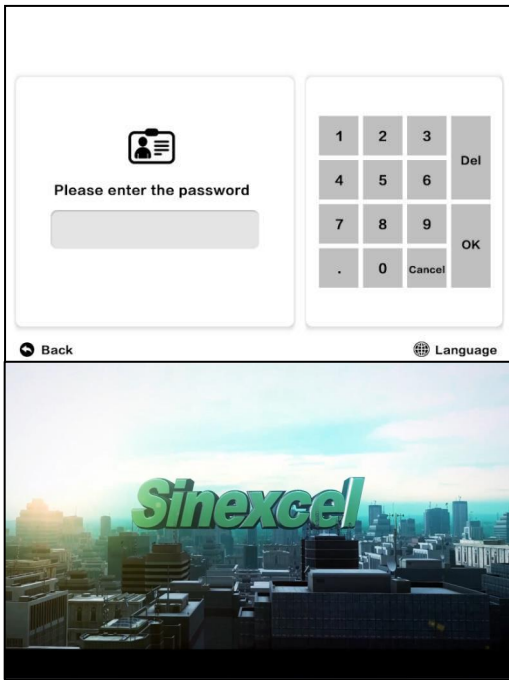 Please enter the password
1 2 3 Del
4 5 6
7 8 9 OK
. 0 Cancel
Back
Language
Sinexcel